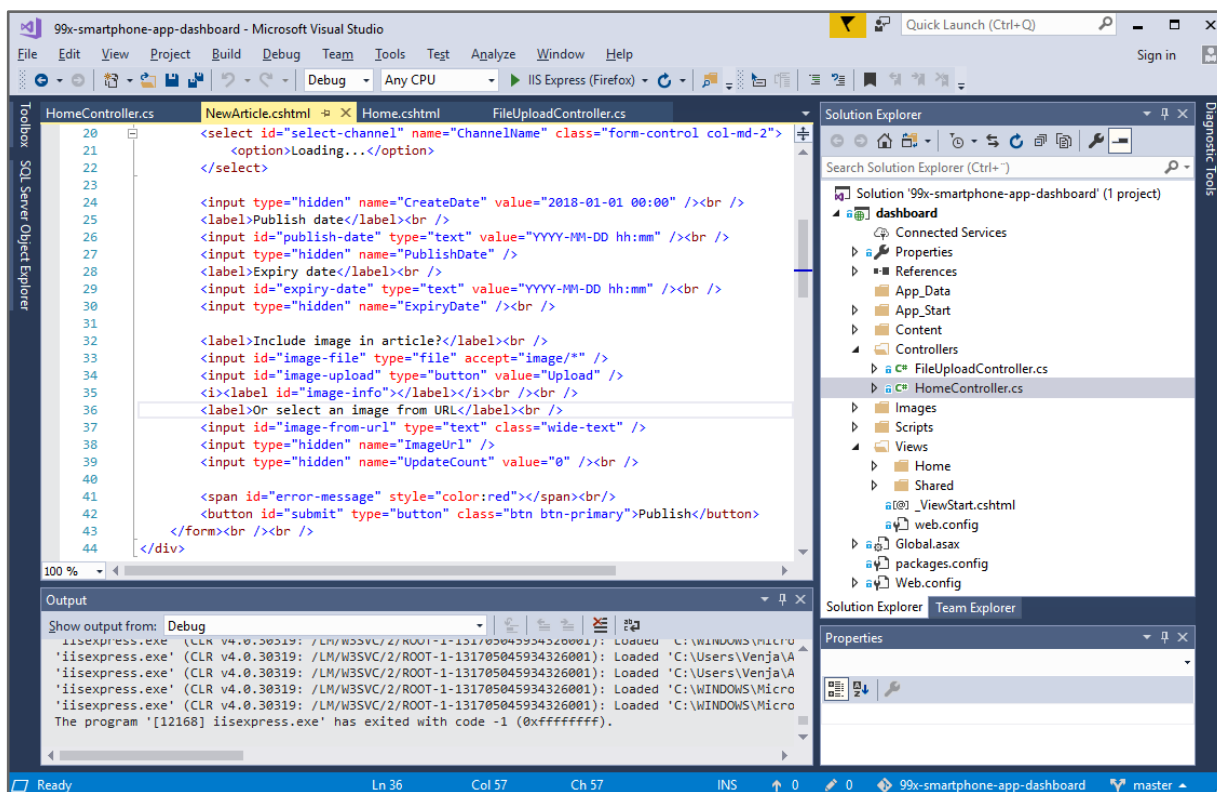 99x-smartphone-app-dashboard - Microsoft Visual Studio
Quick Launch (Ctrl+Q)
File Edit View Project Build Debug Team Tools Test Analyze Window Help
Sign in
Debug Any CPU IIS Express (Firefox)
Toolbox
SQL Server Object Explorer
HomeController.cs NewArticle.cshtml Home.cshtml FileUploadController.cs
20 <select id="select-channel" name="ChannelName" class="form-control col-md-2">
21 <option>Loading...</option>
22 </select>
23
24 <input type="hidden" name="CreateDate" value="2018-01-01 00:00" /><br />
25 <label>Publish date</label><br />
26 <input id="publish-date" type="text" value="YYYY-MM-DD hh:mm" /><br />
27 <input type="hidden" name="PublishDate" />
28 <label>Expiry date</label><br />
29 <input id="expiry-date" type="text" value="YYYY-MM-DD hh:mm" /><br />
30 <input type="hidden" name="ExpiryDate" /><br />
31
32 <label>Include image in article?</label><br />
33 <input id="image-file" type="file" accept="image/*" />
34 <input id="image-upload" type="button" value="Upload" />
35 <i><label id="image-info"></label></i><br /><br />
36 <label>Or select an image from URL</label><br />
37 <input id="image-from-url" type="text" class="wide-text" />
38 <input type="hidden" name="ImageUrl" />
39 <input type="hidden" name="UpdateCount" value="0" /><br />
40
41 <span id="error-message" style="color:red"></span><br/>
42 <button id="submit" type="button" class="btn btn-primary">Publish</button>
43 </form><br /><br />
44 </div>
100 %
Output
Show output from: Debug
'iisexpress.exe' (CLR v4.0.30319: /LM/W3SVC/2/ROOT-1-131705045934326001): Loaded 'C:\WINDOWS\Micro
'iisexpress.exe' (CLR v4.0.30319: /LM/W3SVC/2/ROOT-1-131705045934326001): Loaded 'C:\Users\Venja\A
'iisexpress.exe' (CLR v4.0.30319: /LM/W3SVC/2/ROOT-1-131705045934326001): Loaded 'C:\Users\Venja\A
'iisexpress.exe' (CLR v4.0.30319: /LM/W3SVC/2/ROOT-1-131705045934326001): Loaded 'C:\WINDOWS\Micro
'iisexpress.exe' (CLR v4.0.30319: /LM/W3SVC/2/ROOT-1-131705045934326001): Loaded 'C:\WINDOWS\Micro
The program '[12168] iisexpress.exe' has exited with code -1 (0xffffffff).
Solution Explorer
Search Solution Explorer (Ctrl+¨)
Solution '99x-smartphone-app-dashboard' (1 project)
dashboard
Connected Services
Properties
References
App_Data
App_Start
Content
Controllers
C# FileUploadController.cs
C# HomeController.cs
Images
Scripts
Views
Home
Shared
_ViewStart.cshtml
web.config
Global.asax
packages.config
Web.config
Solution Explorer Team Explorer
Properties
Diagnostic Tools
Ready Ln 36 Col 57 Ch 57 INS 0 0 99x-smartphone-app-dashboard master